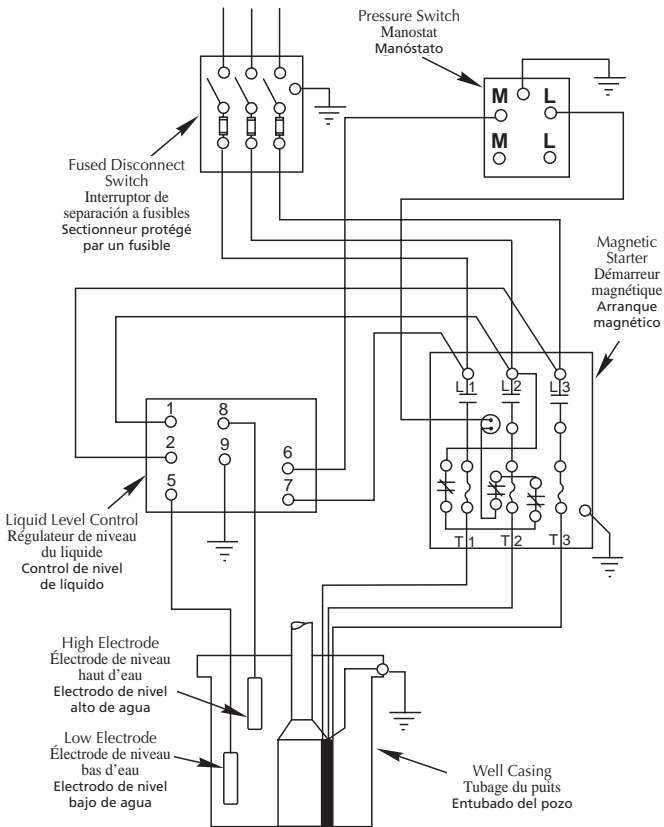 Pressure Switch
Manostat
Manóstato
M
L
M
L
Fused Disconnect
Switch
Interruptor de
separación a fusibles
Sectionneur protégé
par un fusible
Magnetic
Starter
Démarreur
magnétique
Arranque
magnético
L1
L2
L3
1
8
2
9
6
5
7
T1
T2
T3
Liquid Level Control
Régulateur de niveau
du liquide
Control de nivel
de líquido
High Electrode
Électrode de niveau
haut d'eau
Electrodo de nivel
alto de agua
Low Electrode
Électrode de niveau
bas d'eau
Electrodo de nivel
bajo de agua
Well Casing
Tubage du puits
Entubado del pozo